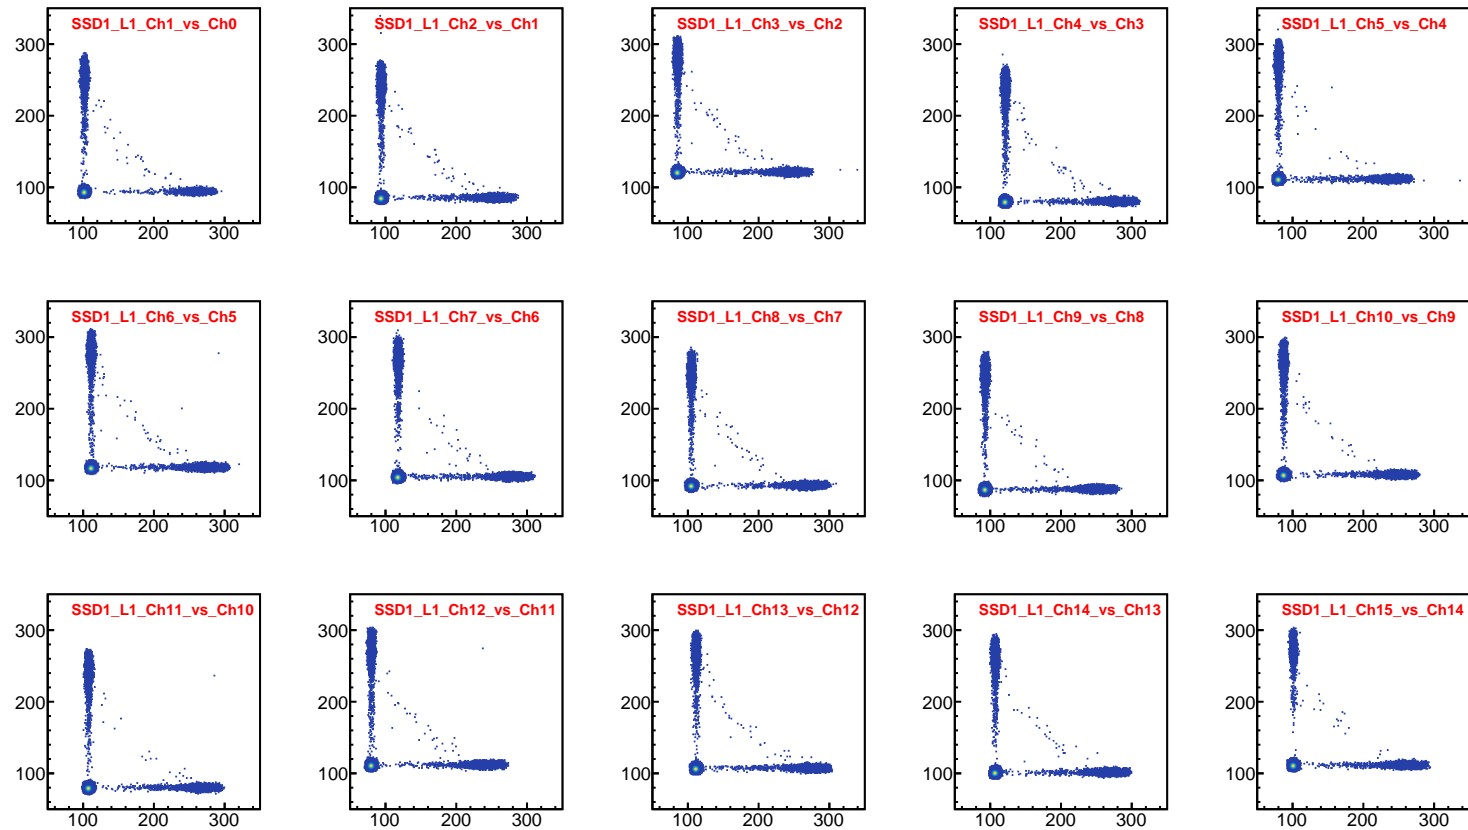 SSD1_L1_Ch1_vs_Ch0
300
200
100
100 200 300
SSD1_L1_Ch2_vs_Ch1
300
200
100
100 200 300
SSD1_L1_Ch3_vs_Ch2
300
200
100
100 200 300
SSD1_L1_Ch4_vs_Ch3
300
200
100
100 200 300
SSD1_L1_Ch5_vs_Ch4
300
200
100
100 200 300
SSD1_L1_Ch6_vs_Ch5
300
200
100
100 200 300
SSD1_L1_Ch7_vs_Ch6
300
200
100
100 200 300
SSD1_L1_Ch8_vs_Ch7
300
200
100
100 200 300
SSD1_L1_Ch9_vs_Ch8
300
200
100
100 200 300
SSD1_L1_Ch10_vs_Ch9
300
200
100
100 200 300
SSD1_L1_Ch11_vs_Ch10
300
200
100
100 200 300
SSD1_L1_Ch12_vs_Ch11
300
200
100
100 200 300
SSD1_L1_Ch13_vs_Ch12
300
200
100
100 200 300
SSD1_L1_Ch14_vs_Ch13
300
200
100
100 200 300
SSD1_L1_Ch15_vs_Ch14
300
200
100
100 200 300